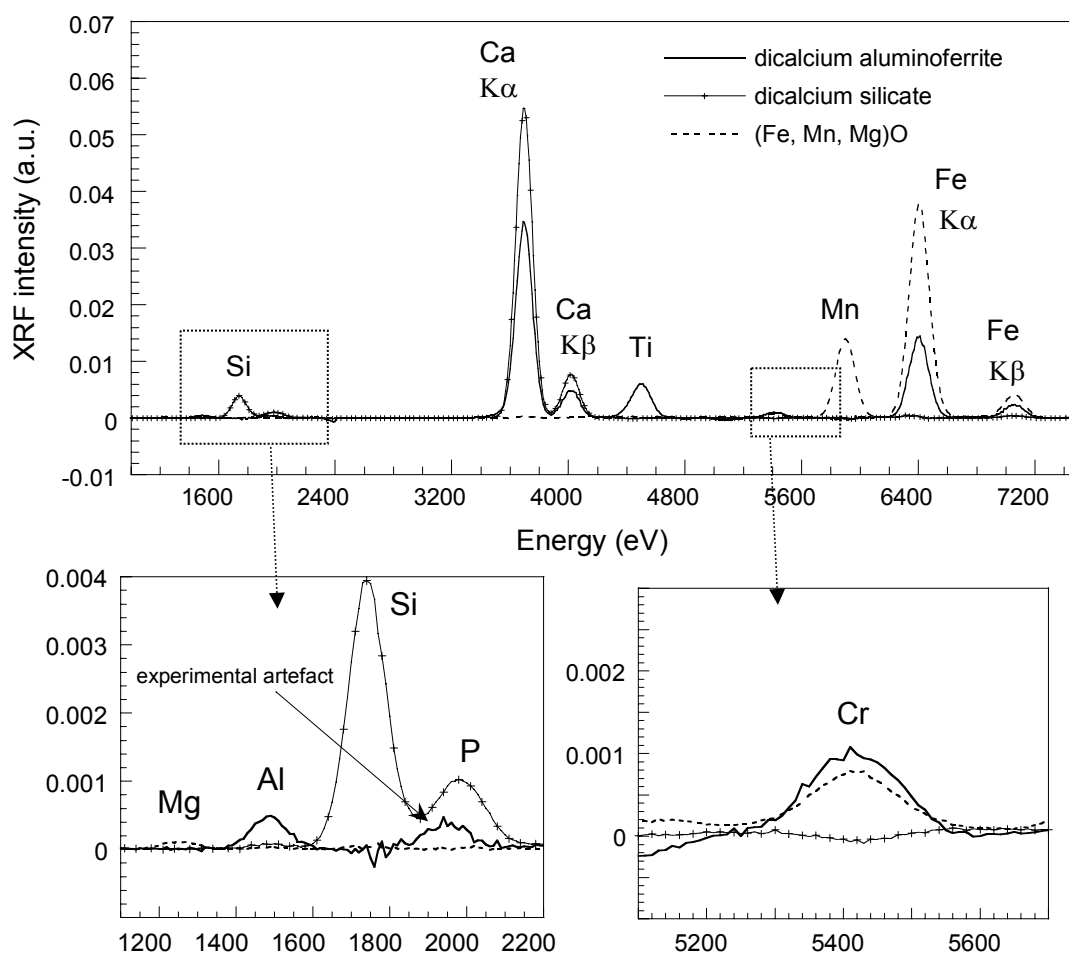 0.07
0.06
0.05
0.04
0.03
0.02
0.01
0.00
-0.01
XRF intensity (a.u.)
Ca
Kα
dicalcium aluminoferrite
dicalcium silicate
(Fe, Mn, Mg)O
Fe
Kα
Ca
Kβ
Ti
Mn
Fe
Kβ
Si
1600 2400 3200 4000 4800 5600 6400 7200
Energy (eV)
0.004
0.003
0.002
0.001
0
Si
experimental artefact
P
Al
Mg
1200 1400 1600 1800 2000 2200
0.002
0.001
0
Cr
5200 5400 5600